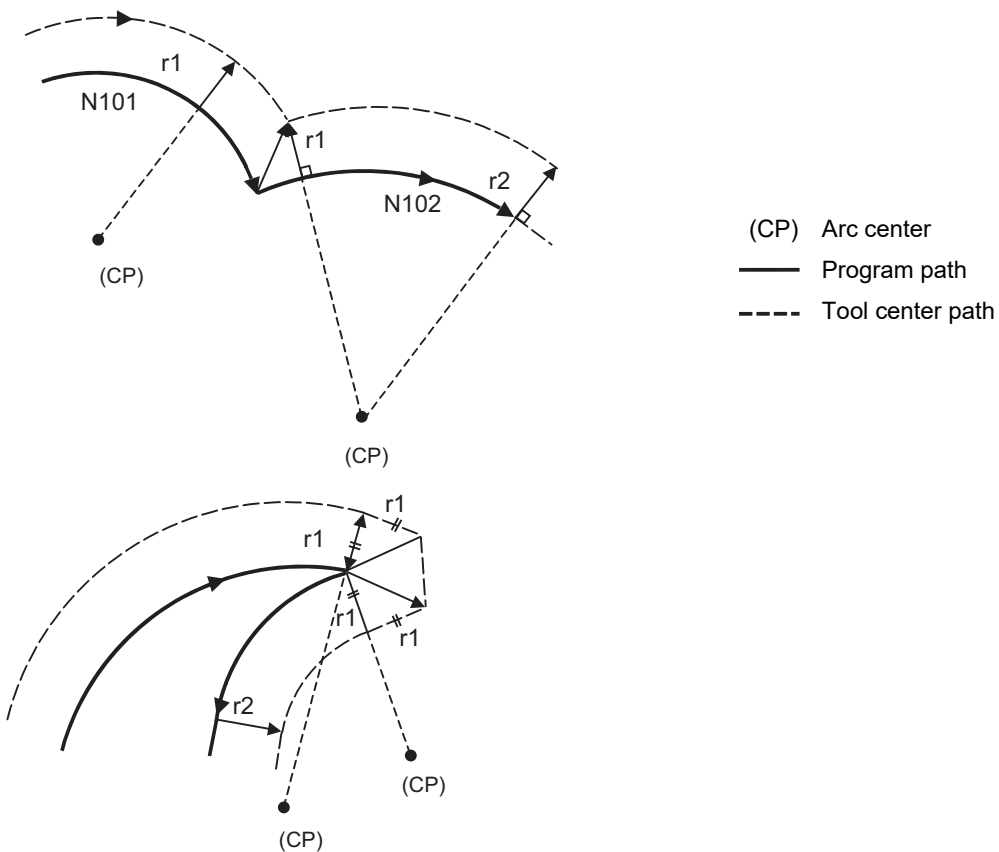 r1
N101
r1
r2
N102
(CP)
(CP)
(CP) Arc center
Program path
Tool center path
r1
r1
r1
r1
r2
(CP)
(CP)